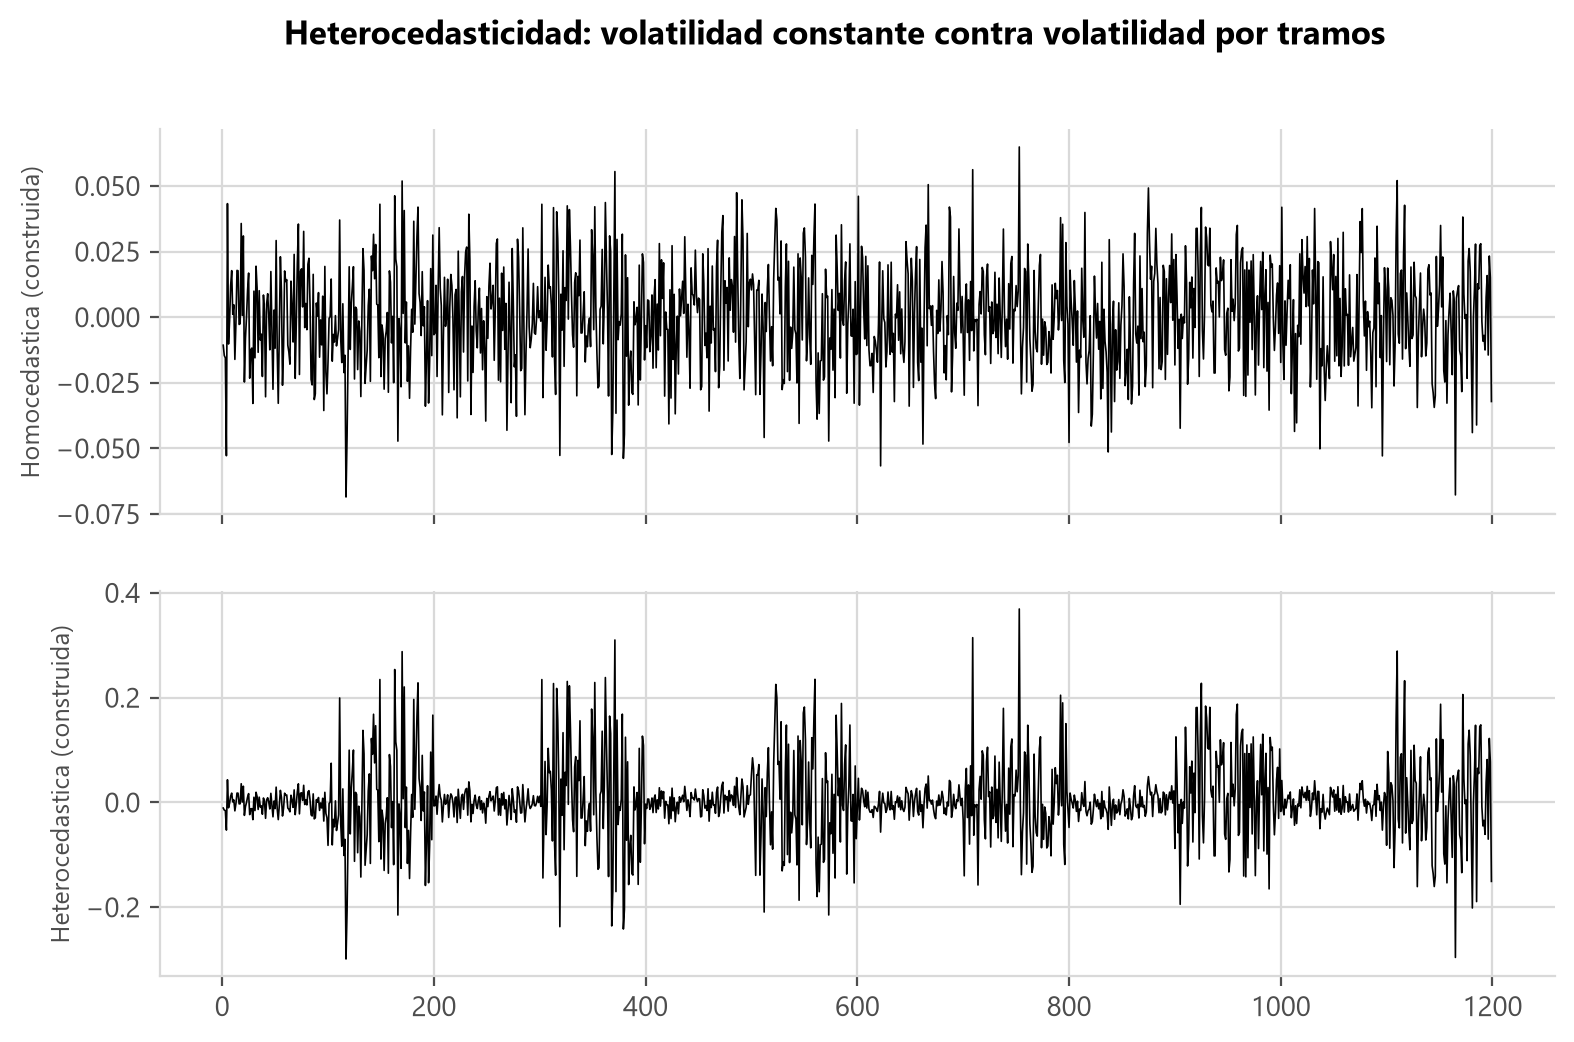 Heterocedasticidad: volatilidad constante contra volatilidad por tramos
Homocedastica (construida)
0.050
0.025
0.000
−0.025
−0.050
−0.075
Heterocedastica (construida)
0.4
0.2
0.0
−0.2
0 200 400 600 800 1000 1200